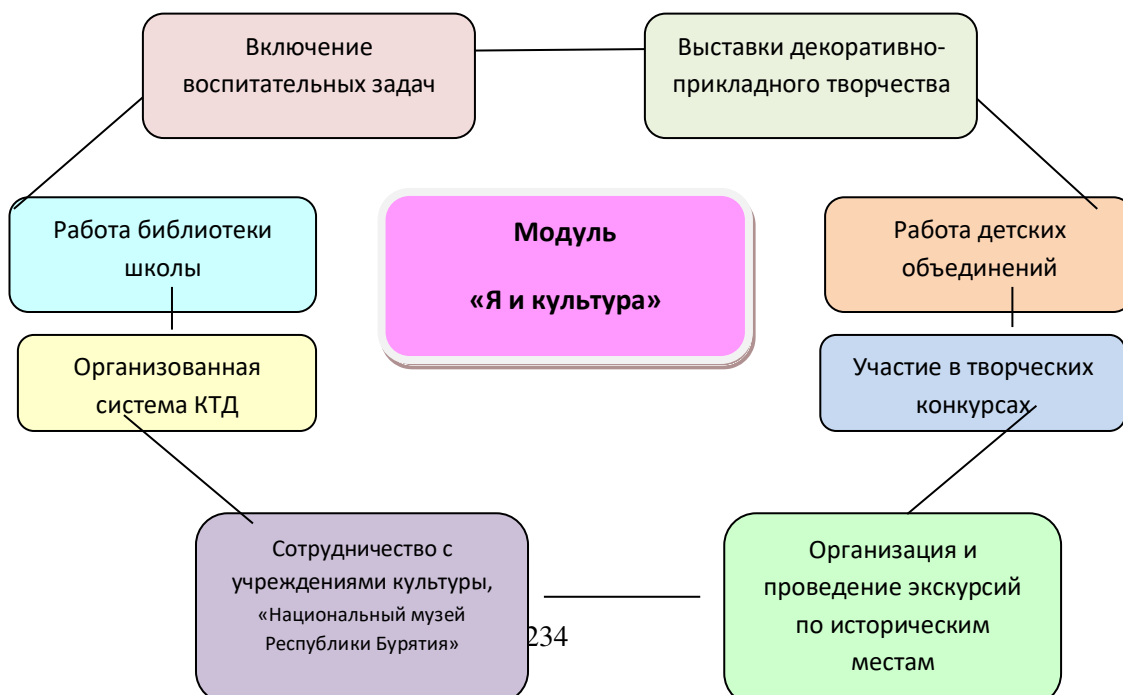 Включение
воспитательных задач
Выставки декоративно-
прикладного творчества
Работа библиотеки
школы
Модуль
«Я и культура»
Работа детских
объединений
Организованная
система КТД
Участие в творческих
конкурсах
Сотрудничество с
учреждениями культуры,
«Национальный музей
Республики Бурятия»
Организация и
проведение экскурсий
по историческим
местам
234